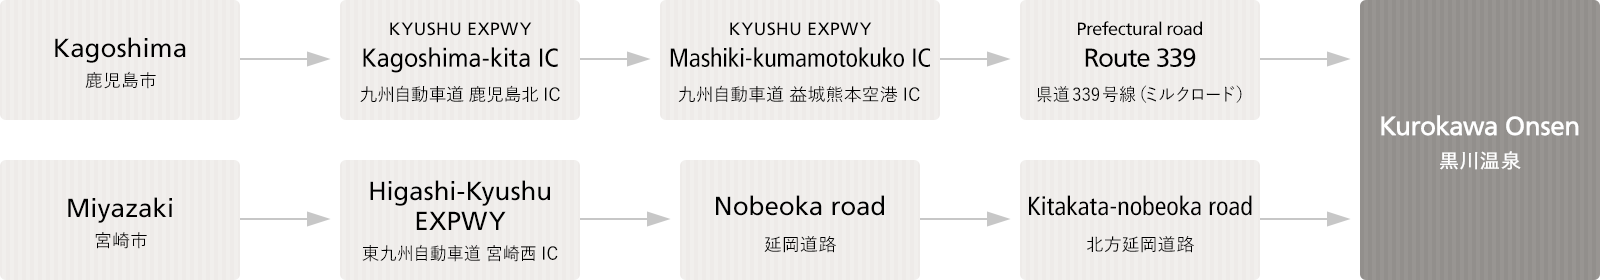 Kagoshima
鹿児島市
KYUSHU EXPWY
Kagoshima-kita IC
九州自動車道 鹿児島北 IC
KYUSHU EXPWY
Mashiki-kumamotokuko IC
九州自動車道 益城熊本空港 IC
Prefectural road
Route 339
県道339号線（ミルクロード）
Miyazaki
宮崎市
Higashi-Kyushu
EXPWY
東九州自動車道 宮崎西 IC
Nobeoka road
延岡道路
Kitakata-nobeoka road
北方延岡道路
Kurokawa Onsen
黒川温泉